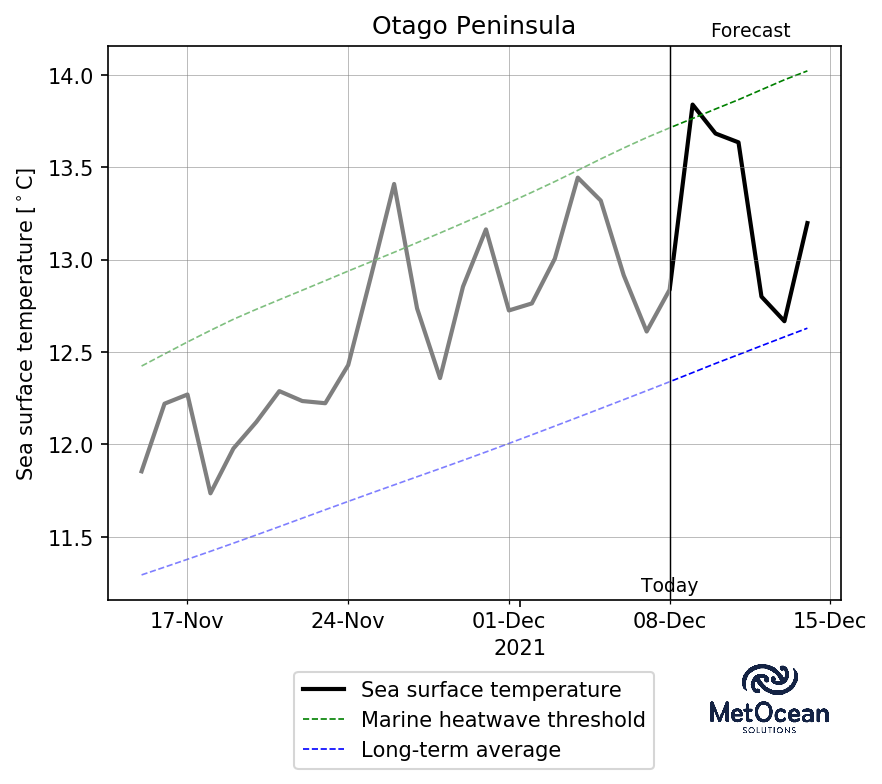 Otago Peninsula
Forecast
Sea surface temperature [°C]
14.0
13.5
13.0
12.5
12.0
11.5
Today
17-Nov 24-Nov 01-Dec 08-Dec 15-Dec
2021
Sea surface temperature
Marine heatwave threshold
Long-term average
MetOcean
SOLUTIONS